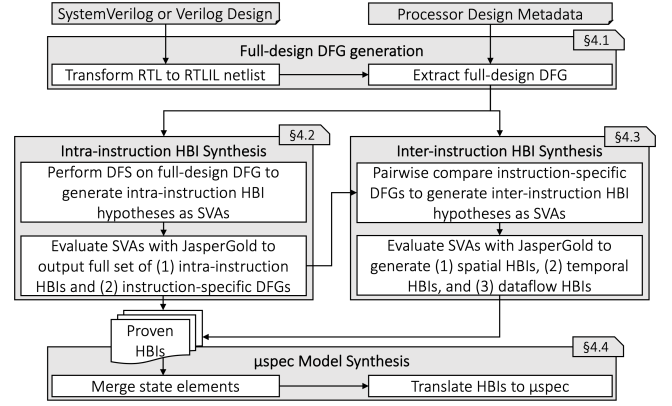 SystemVerilog or Verilog Design
Processor Design Metadata
§4.1
Full-design DFG generation
Transform RTL to RTLIL netlist
Extract full-design DFG
§4.2
Intra-instruction HBI Synthesis
Perform DFS on full-design DFG to
generate intra-instruction HBI
hypotheses as SVAs
Evaluate SVAs with JasperGold to
output full set of (1) intra-instruction
HBIs and (2) instruction-specific DFGs
§4.3
Inter-instruction HBI Synthesis
Pairwise compare instruction-specific
DFGs to generate inter-instruction HBI
hypotheses as SVAs
Evaluate SVAs with JasperGold to
generate (1) spatial HBIs, (2) temporal
HBIs, and (3) dataflow HBIs
Proven
HBIs
§4.4
μspec Model Synthesis
Merge state elements
Translate HBIs to μspec